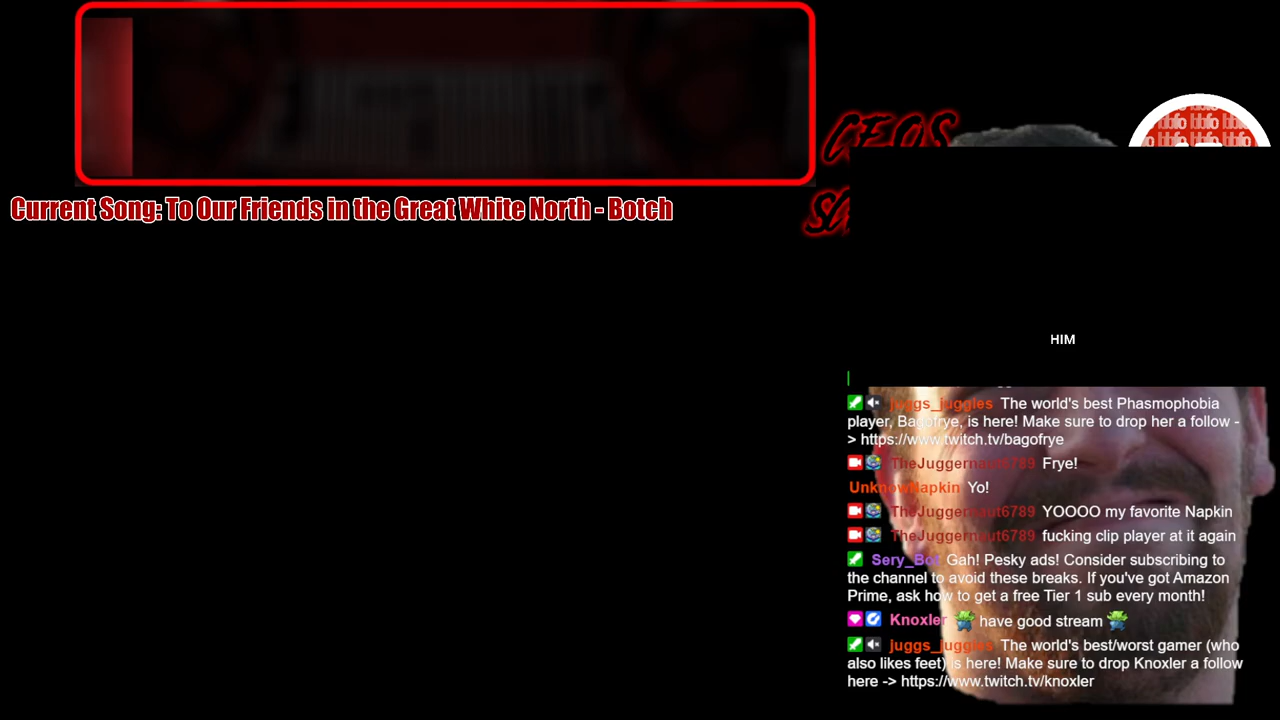 CEOS
Current Song: To Our Friends in the Great White North - Botch
HIM
juggs_juggles The world's best Phasmophobia
player, Bagofrye, is here! Make sure to drop her a follow -
> https://www.twitch.tv/bagofrye
TheJuggernaut6789 Frye!
UnknowNapkin Yo!
TheJuggernaut6789 YOOOO my favorite Napkin
TheJuggernaut6789 fucking clip player at it again
Sery_Bot Gah! Pesky ads! Consider subscribing to
the channel to avoid these breaks. If you've got Amazon
Prime, ask how to get a free Tier 1 sub every month!
Knoxler have good stream
juggs_juggles The world's best/worst gamer (who
also likes feet) is here! Make sure to drop Knoxler a follow
here -> https://www.twitch.tv/knoxler